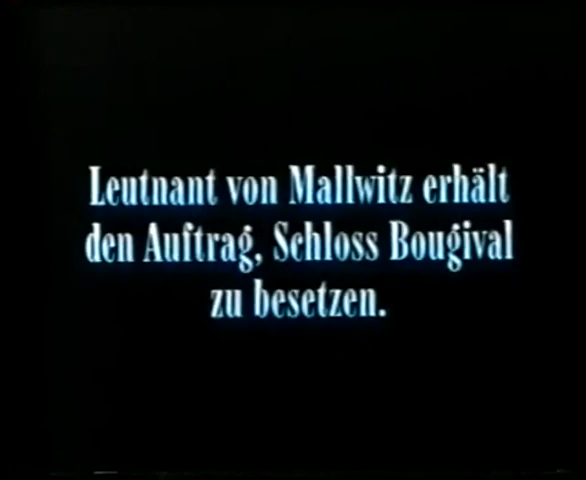 Leutnant von Mallwitz erhält
den Auftrag, Schloss Bougival
zu besetzen.